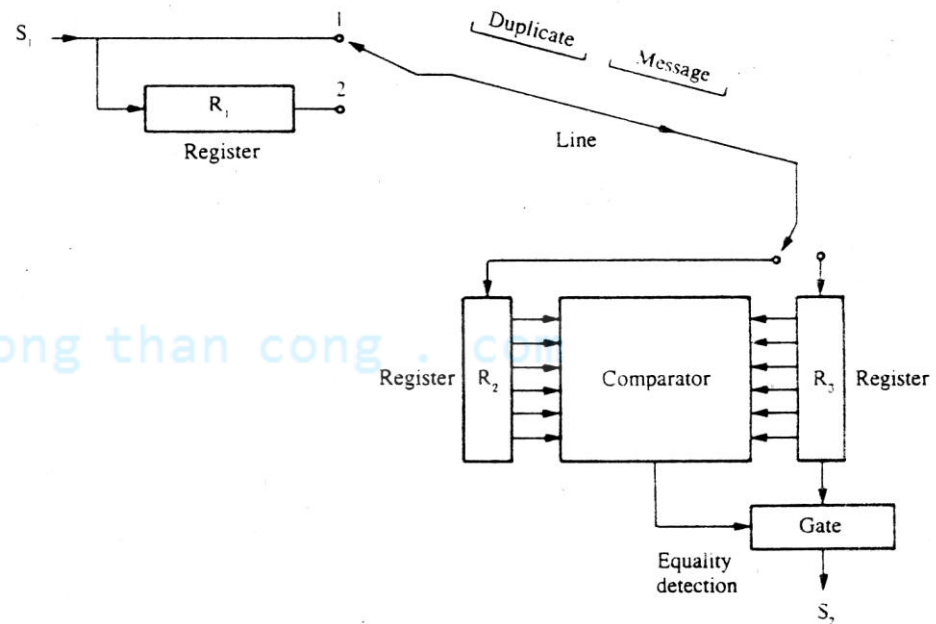 S₁
1
Duplicate
Message
R₁
2
Register
Line
ong than cong . com
Register
R₂
Comparator
R₃
Register
Gate
Equality
detection
S₂